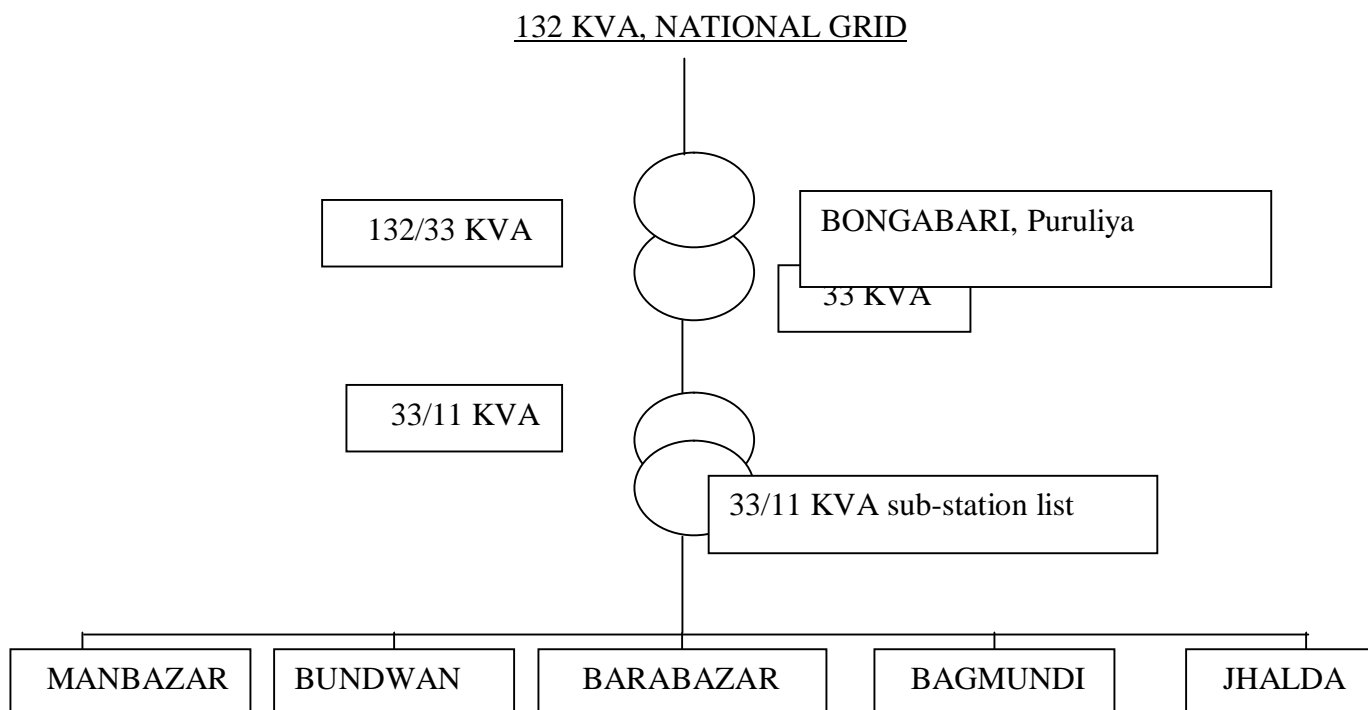 132 KVA, NATIONAL GRID
132/33 KVA
BONGABARI, Puruliya
33 KVA
33/11 KVA
33/11 KVA sub-station list
MANBAZAR
BUNDWAN
BARABAZAR
BAGMUNDI
JHALDA